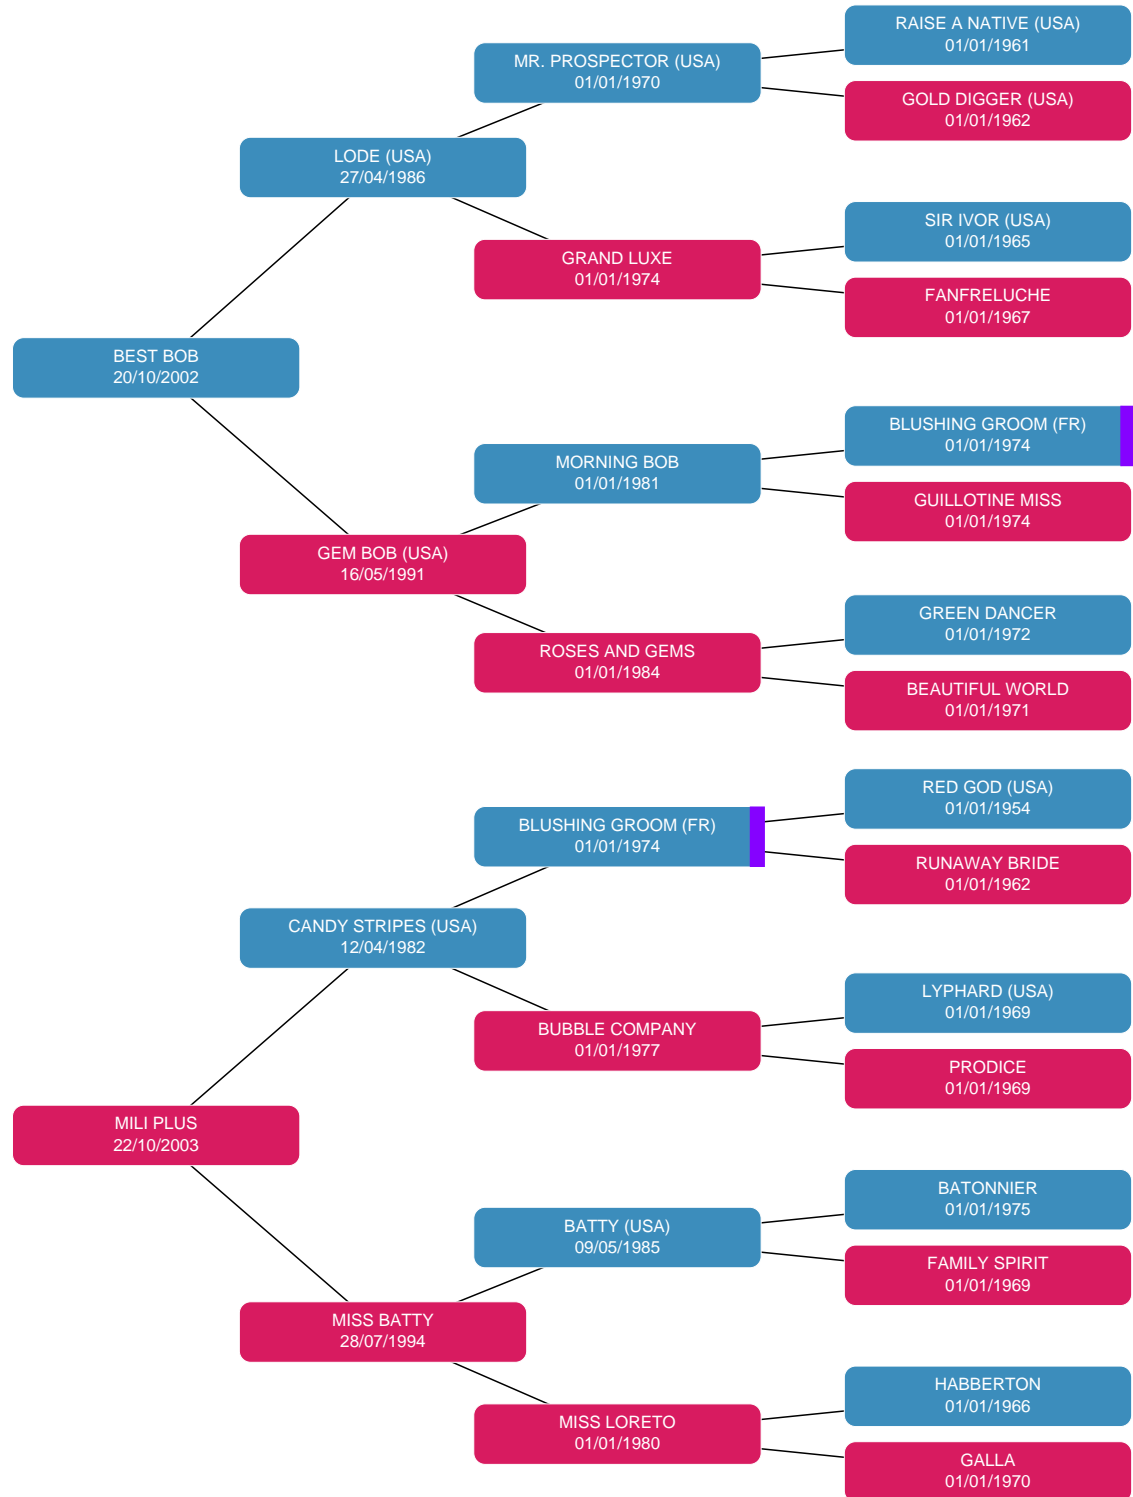 RAISE A NATIVE (USA)
01/01/1961
MR. PROSPECTOR (USA)
01/01/1970
GOLD DIGGER (USA)
01/01/1962
LODE (USA)
27/04/1986
SIR IVOR (USA)
01/01/1965
GRAND LUXE
01/01/1974
FANFRELUCHE
01/01/1967
BEST BOB
20/10/2002
BLUSHING GROOM (FR)
01/01/1974
MORNING BOB
01/01/1981
GUILLOTINE MISS
01/01/1974
GEM BOB (USA)
16/05/1991
GREEN DANCER
01/01/1972
ROSES AND GEMS
01/01/1984
BEAUTIFUL WORLD
01/01/1971
RED GOD (USA)
01/01/1954
BLUSHING GROOM (FR)
01/01/1974
RUNAWAY BRIDE
01/01/1962
CANDY STRIPES (USA)
12/04/1982
LYPHARD (USA)
01/01/1969
BUBBLE COMPANY
01/01/1977
PRODICE
01/01/1969
MILI PLUS
22/10/2003
BATONNIER
01/01/1975
BATTY (USA)
09/05/1985
FAMILY SPIRIT
01/01/1969
MISS BATTY
28/07/1994
HABBERTON
01/01/1966
MISS LORETO
01/01/1980
GALLA
01/01/1970